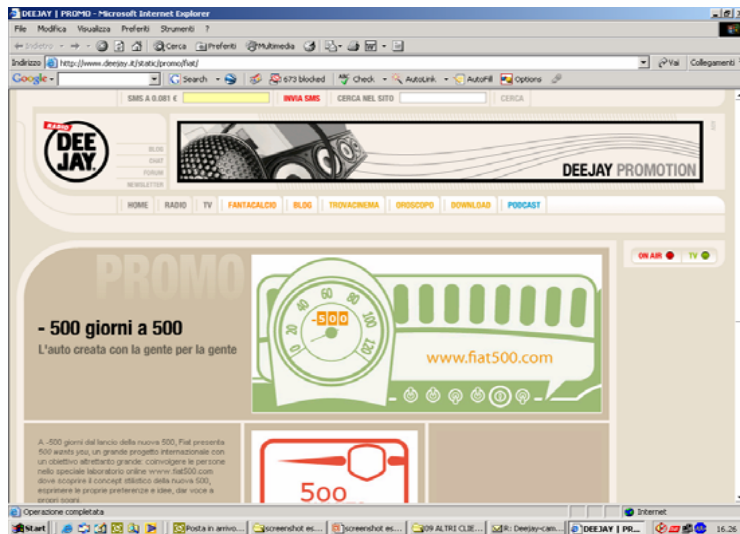 DEEJAY | PROMO - Microsoft Internet Explorer
File Modifica Visualizza Preferiti Strumenti ?
Indietro Cerca Preferiti Multimedia
Indirizzo http://www.deejay.it/static/promo/fiat/ Vai Collegamenti
Google Search 673 blocked Check AutoLink AutoFill Options
SMS A 0.081 € INVIA SMS CERCA NEL SITO CERCA
RADIO
DEE
JAY.
BLOG
CHAT
FORUM
NEWSLETTER
DEEJAY PROMOTION
HOME RADIO TV FANTACALCIO BLOG TROVACINEMA OROSCOPO DOWNLOAD PODCAST
ON AIR TV
PROMO
- 500 giorni a 500
L'auto creata con la gente per la gente
0 20 40 60 80 100 120
-500
www.fiat500.com
A -500 giorni dal lancio della nuova 500, Fiat presenta
500 wants you, un grande progetto internazionale con
un obiettivo altrettanto grande: coinvolgere le persone
nello speciale laboratorio online www.fiat500.com
dove scoprire il concept stilistico della nuova 500,
esprimere le proprie preferenze e idee, dar voce a
propri sogni.
500
Operazione completata Internet
Start Posta in arrivo... screenshot es... screenshot es... 09 ALTRI CLIE... R: Deejay-cam... DEEJAY | PR... 16.26